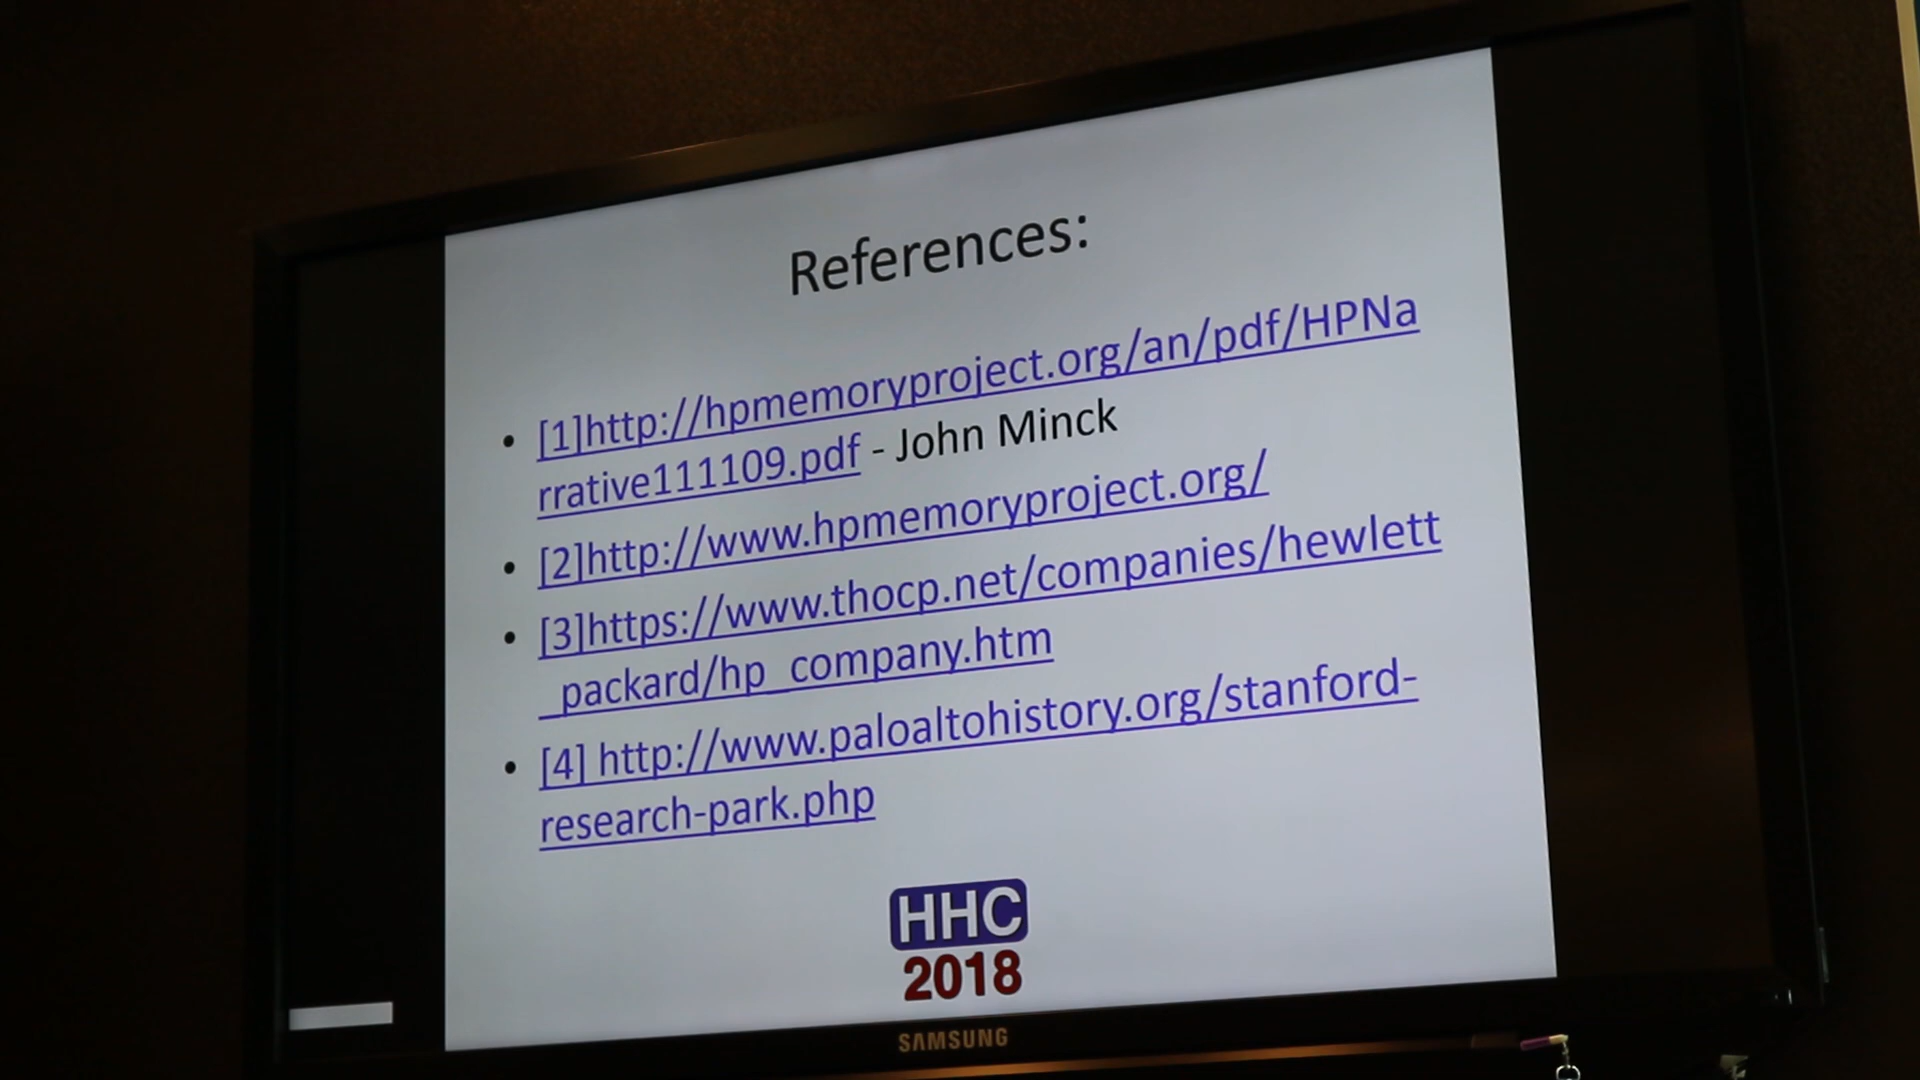 References:
• [1]http://hpmemoryproject.org/an/pdf/HPNa
rrative111109.pdf - John Minck
• [2]http://www.hpmemoryproject.org/
• [3]https://www.thocp.net/companies/hewlett
_packard/hp_company.htm
• [4] http://www.paloaltohistory.org/stanford-
research-park.php
HHC
2018
SAMSUNG